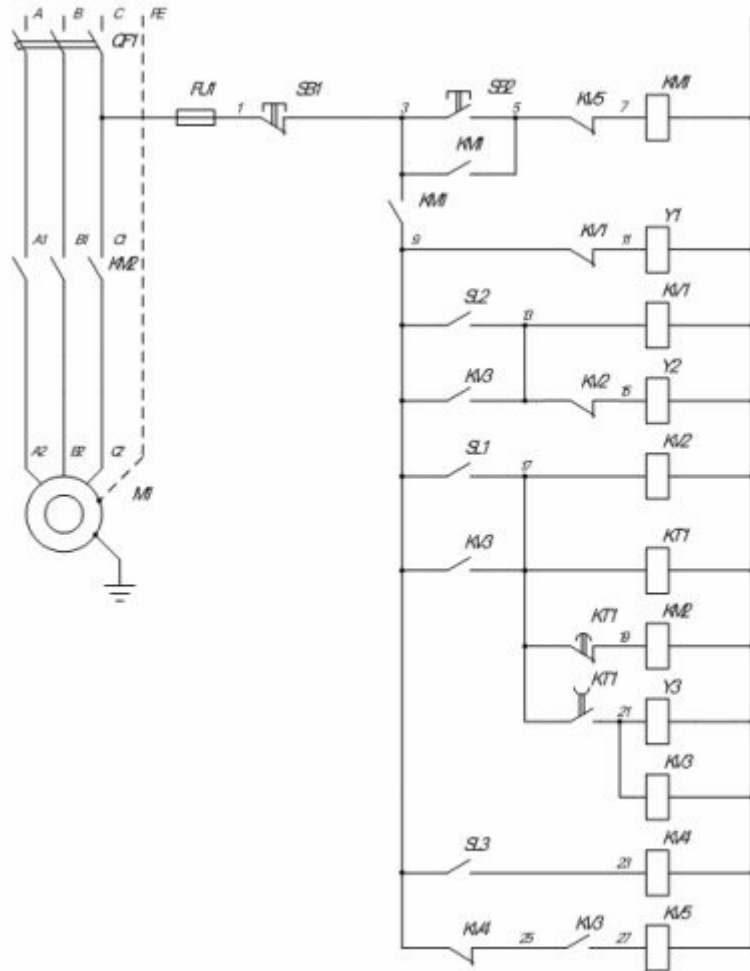 A B C PE
QF1
FU1 1 SB1 3 SB2 5 KV5 7 KM1
KM1
KM1
9 KV1 11 Y1
A1 B1 C1
KM2
SL2 13 KV1
KV3 KV2 15 Y2
A2 B2 C2
SL1 17 KV2
M1
KV3 KT1
KT1 19 KM2
KT1 21 Y3
KV3
SL3 23 KV4
KV4 25 KV3 27 KV5